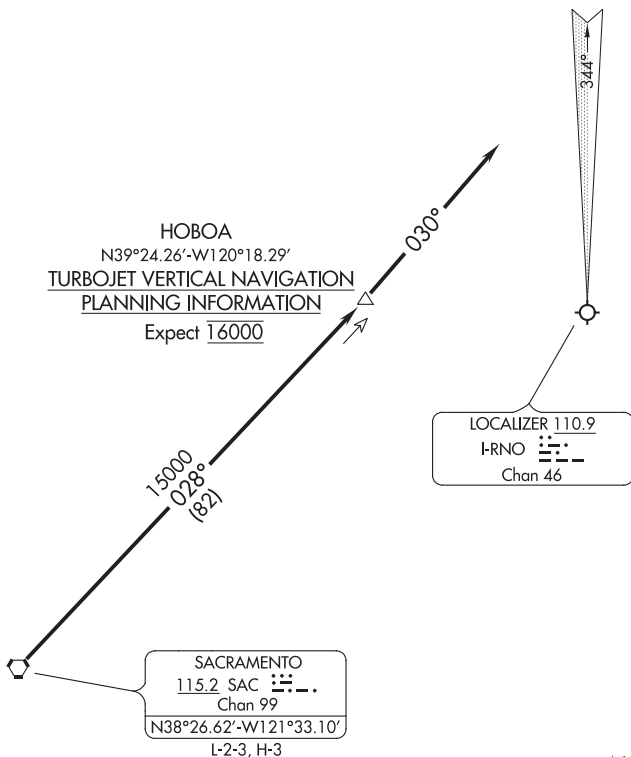 344°
030°
HOBOA
N39°24.26'-W120°18.29'
TURBOJET VERTICAL NAVIGATION
PLANNING INFORMATION
Expect 16000
LOCALIZER 110.9
I-RNO
Chan 46
15000
028°
(82)
SACRAMENTO
115.2 SAC
Chan 99
N38°26.62'-W121°33.10'
L-2-3, H-3